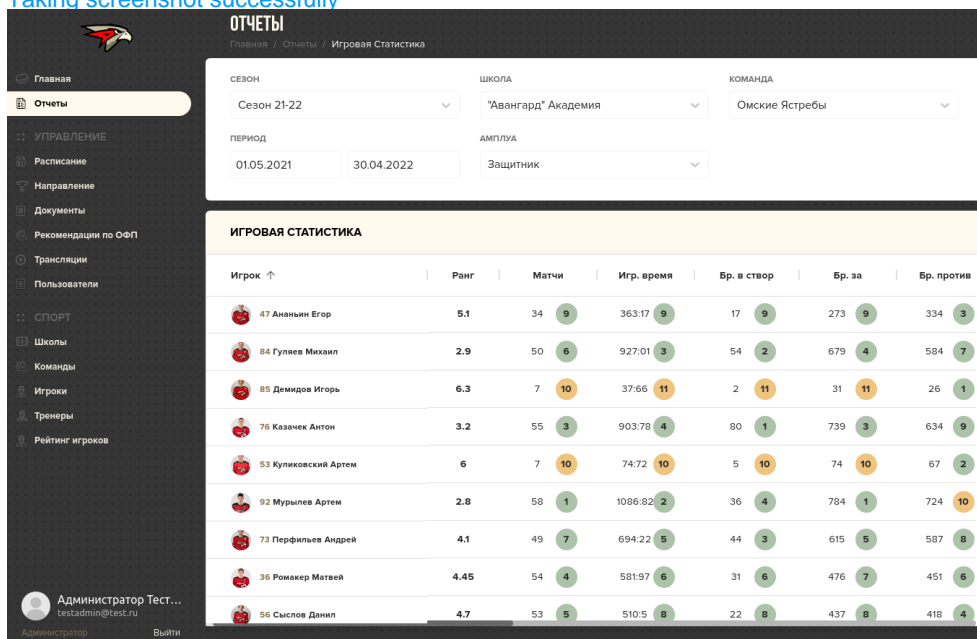 Taking screenshot successfully
ОТЧЕТЫ
Главная / Отчеты / Игровая Статистика
Главная
Отчеты
:: УПРАВЛЕНИЕ
Расписание
Направление
Документы
Рекомендации по ОФП
Трансляции
Пользователи
:: СПОРТ
Школы
Команды
Игроки
Тренеры
Рейтинг игроков
Администратор Тест...
testadmin@test.ru
Администратор Выйти
СЕЗОН ШКОЛА КОМАНДА
Сезон 21-22 "Авангард" Академия Омские Ястребы
ПЕРИОД АМПЛУА
01.05.2021 30.04.2022 Защитник
ИГРОВАЯ СТАТИСТИКА
Игрок ↑ Ранг Матчи Игр. время Бр. в створ Бр. за Бр. против
47 Ананьин Егор 5.1 34 9 363:17 9 17 9 273 9 334 3
84 Гуляев Михаил 2.9 50 6 927:01 3 54 2 679 4 584 7
85 Демидов Игорь 6.3 7 10 37:66 11 2 11 31 11 26 1
76 Казачек Антон 3.2 55 3 903:78 4 80 1 739 3 634 9
53 Куликовский Артем 6 7 10 74:72 10 5 10 74 10 67 2
92 Мурылев Артем 2.8 58 1 1086:82 2 36 4 784 1 724 10
73 Перфильев Андрей 4.1 49 7 694:22 5 44 3 615 5 587 8
36 Ромакер Матвей 4.45 54 4 581:97 6 31 6 476 7 451 6
56 Сыслов Данил 4.7 53 5 510:5 8 22 8 437 8 418 4